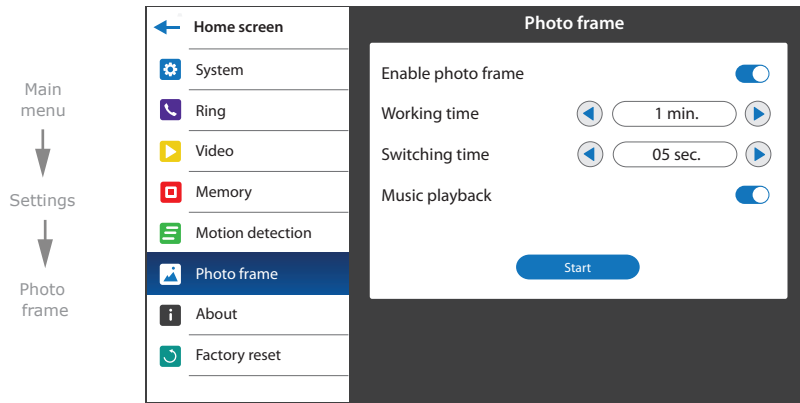 Main
menu
Settings
Photo
frame
Home screen
System
Ring
Video
Memory
Motion detection
Photo frame
About
Factory reset
Photo frame
Enable photo frame
Working time
1 min.
Switching time
05 sec.
Music playback
Start